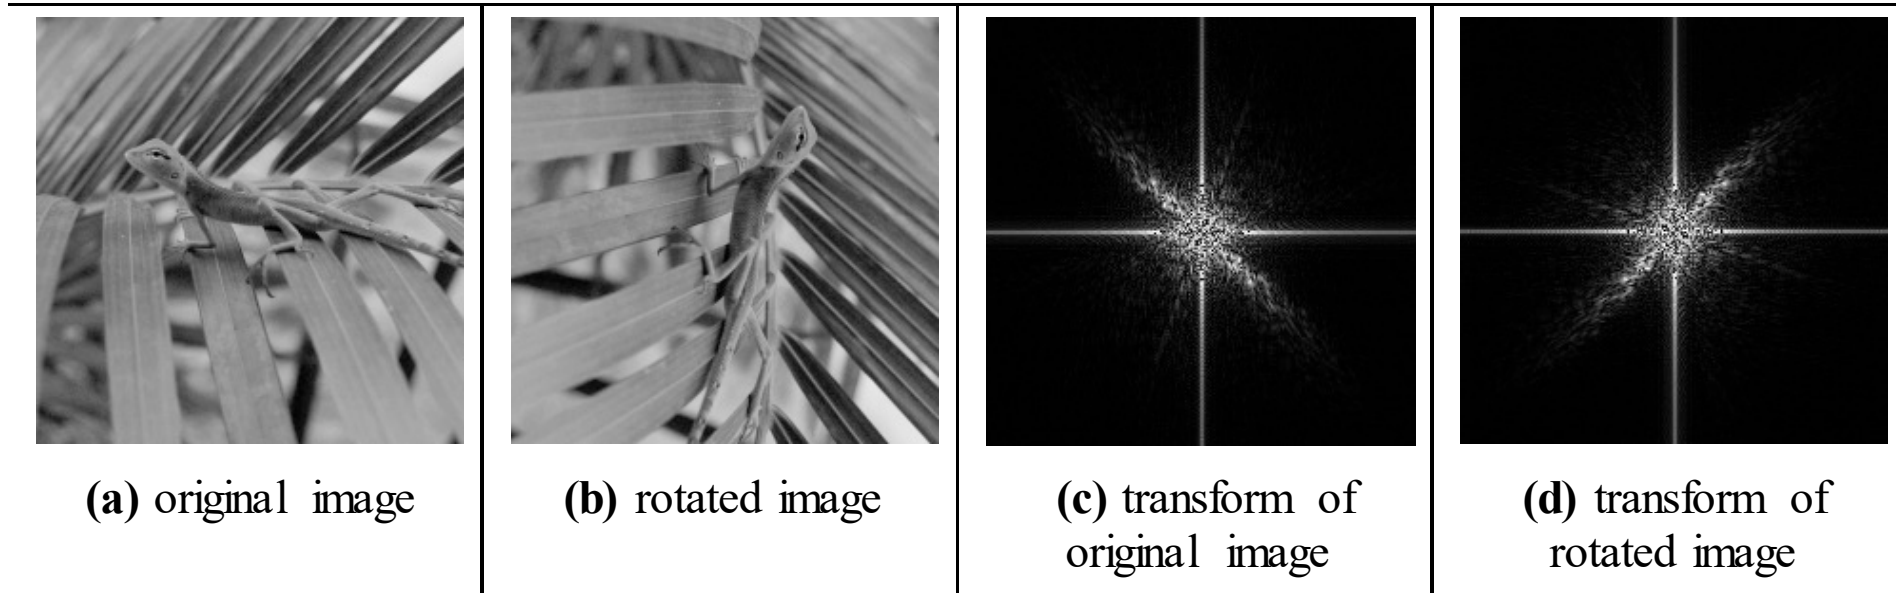 (a) original image
(b) rotated image
(c) transform of
original image
(d) transform of
rotated image